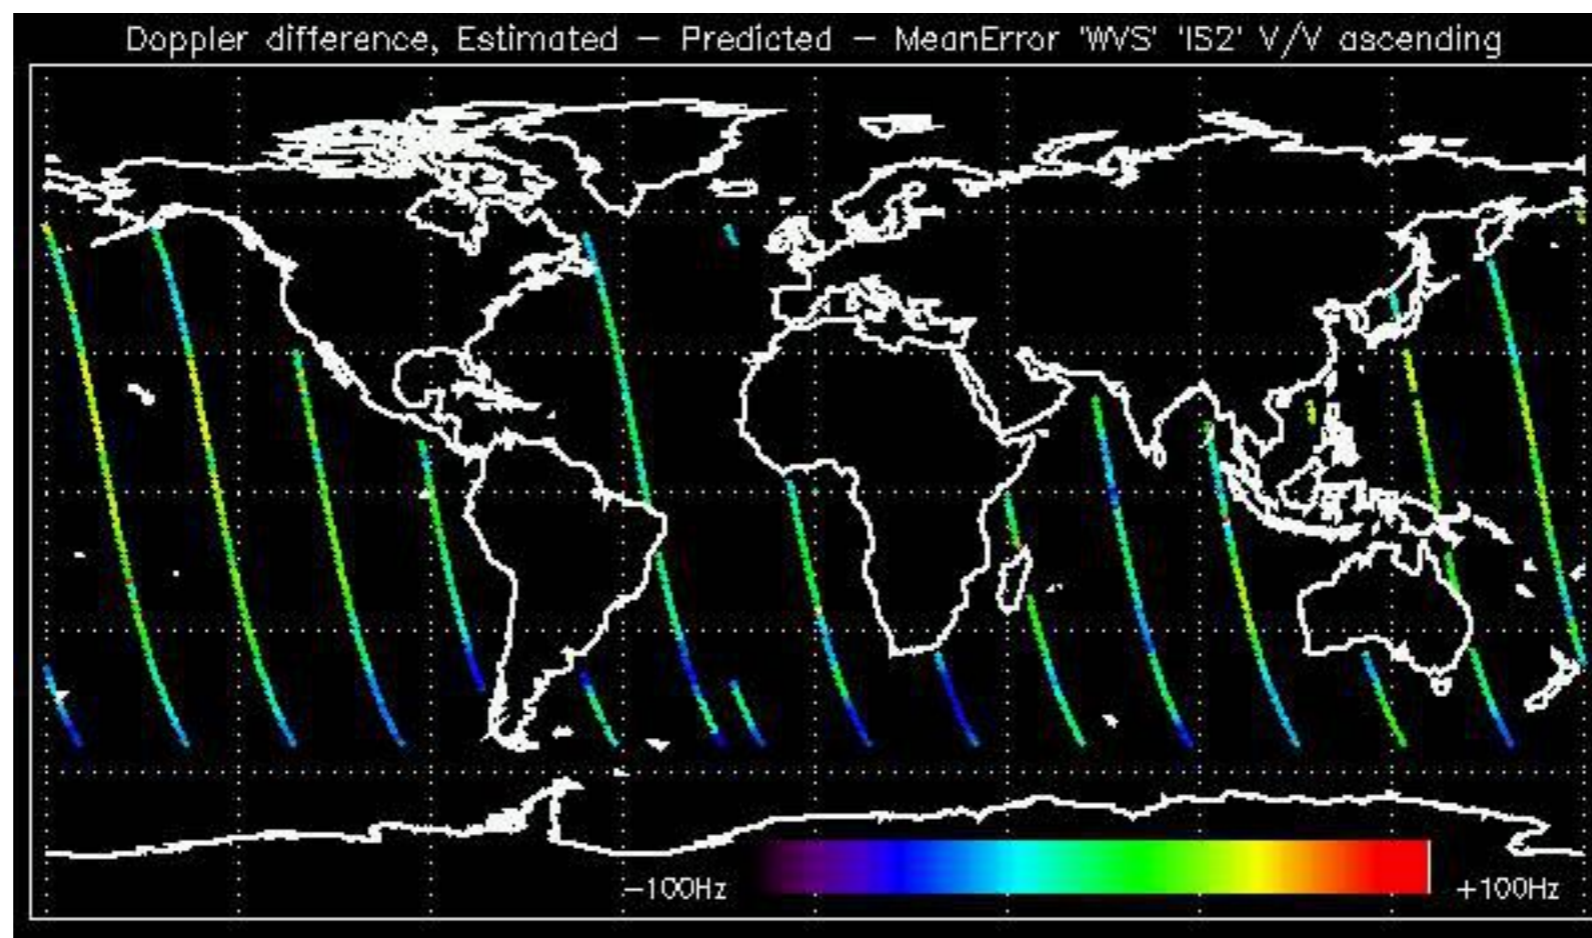 Doppler difference, Estimated – Predicted – MeanError 'WVS' 'IS2' V/V ascending
–100Hz
+100Hz